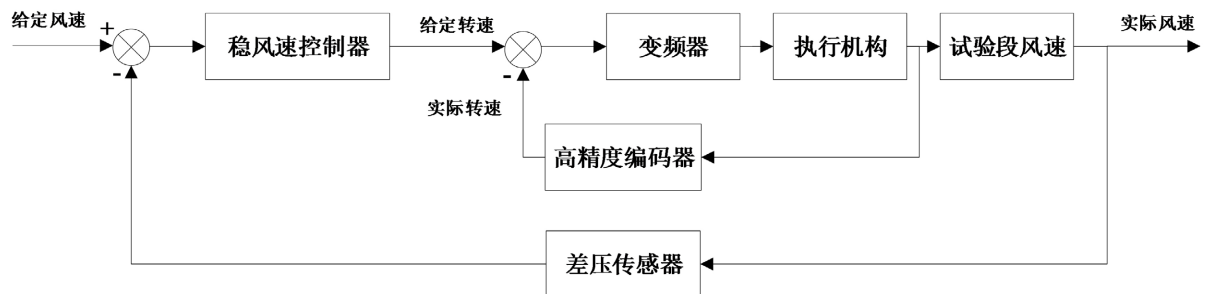 给定风速
+
-
稳风速控制器
给定转速
-
变频器
执行机构
试验段风速
实际风速
实际转速
高精度编码器
差压传感器